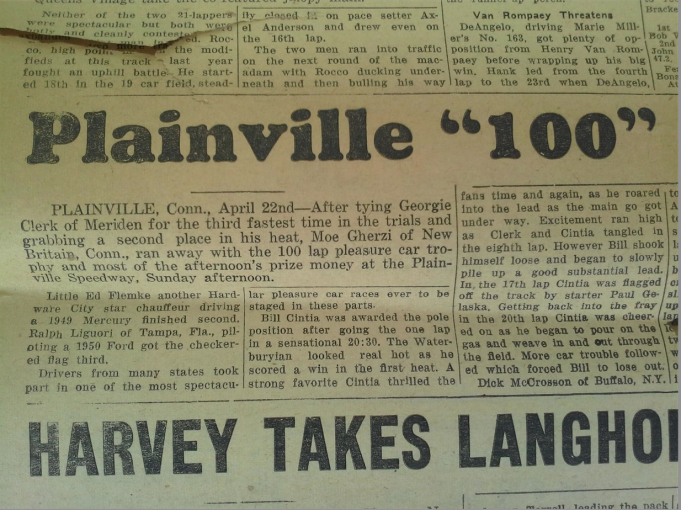 Neither of the two 21-lappers
were spectacular but both were
and cleanly contest
Roc-
co, high point the modi-
fieds at this track last year
fought an uphill battle. He start-
ed 18th in the 19 car field, stead-
ily closed in on pace setter Ax-
el Anderson and drew even on
the 16th lap.
The two men ran into traffic
on the next round of the mac-
adam with Rocco ducking under-
neath and then bulling his way
Van Rompaey Threatens
DeAngelo, driving Marie Mill-
er's No. 163, got plenty of op-
position from Henry Van Rom-
paey before wrapping up his big
win. Hank led from the fourth
lap to the 23rd when DeAngelo,
Bracke
1st
Bob V
2nd
John
47.2.
Plainville "100"
PLAINVILLE, Conn., April 22nd—After tying Georgie
Clerk of Meriden for the third fastest time in the trials and
grabbing a second place in his heat, Moe Gherzi of New
Britain, Conn., ran away with the 100 lap pleasure car tro-
phy and most of the afternoon's prize money at the Plain-
ville Speedway, Sunday afternoon.
Little Ed Flemke another Hard-
ware City star chauffeur driving
a 1949 Mercury finished second.
Ralph Liguori of Tampa, Fla., pil-
oting a 1950 Ford got the checker-
ed flag third.
Drivers from many states took
part in one of the most spectacu-
lar pleasure car races ever to be
staged in these parts.
Bill Cintia was awarded the pole
position after going the one lap
in a sensational 20:30. The Water-
buryian looked real hot as he
scored a win in the first heat. A
strong favorite Cintia thrilled the
fans time and again, as he roared
into the lead as the main go got
under way. Excitement ran high
as Clerk and Cintia tangled in
the eighth lap. However Bill shook
himself loose and began to slowly
pile up a good substantial lead.
In the 17th lap Cintia was flagged
off the track by starter Paul Ge-
laska. Getting back into the fray
in the 20th lap Cintia was cheer-
ed on as he began to pour on the
gas and weave in and out through
the field. More car trouble follow-
ed which forced Bill to lose out.
Dick McCrosson of Buffalo, N.Y.
HARVEY TAKES LANGHO
leading the pack